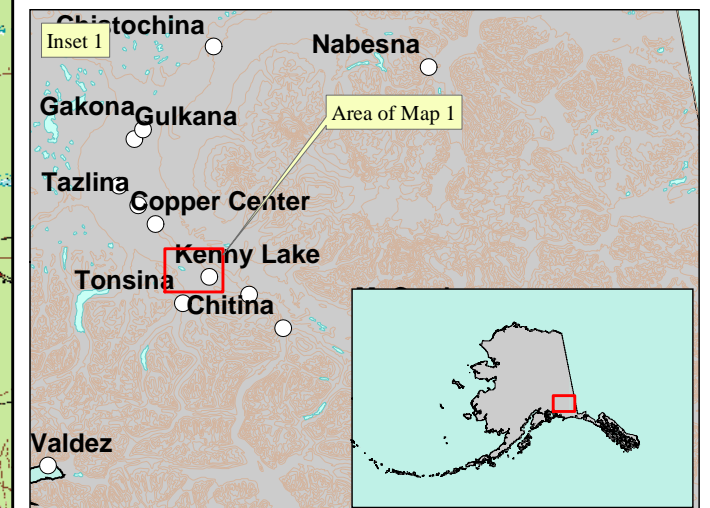 Chistochina
Inset 1
Nabesna
Gakona
Gulkana
Area of Map 1
Tazlina
Copper Center
Kenny Lake
Tonsina
Chitina
Valdez